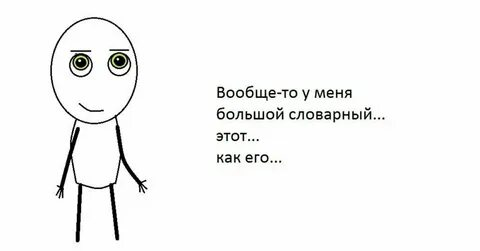 Вообще-то у меня
большой словарный...
этот...
как его...